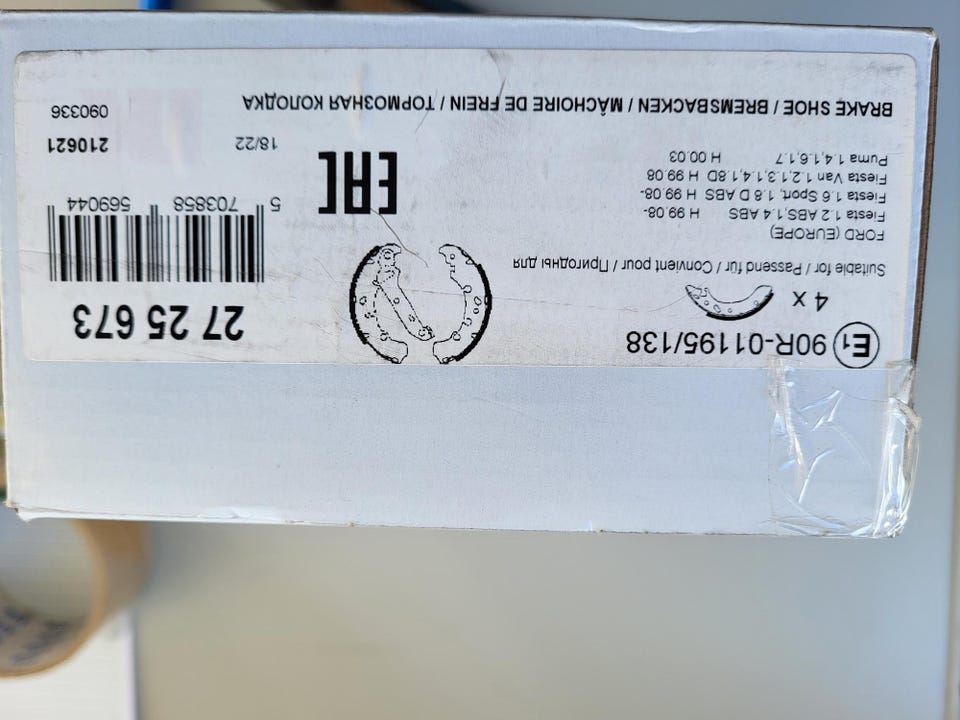 E1 90R-01195/138
4 x
27 25 673
Suitable for / Passend für / Convient pour / Пригодны для
FORD (EUROPE)
Fiesta 1.2 ABS,1.4 ABS H 99.08-
Fiesta 1.6 Sport, 1.8 D ABS H 99.08-
Fiesta Van 1.2,1.3,1.4,1.8D H 99 08
Puma 1.4,1.6,1.7 H 00.03
5 703858 569044
EAC
18/22 210621
BRAKE SHOE / BREMSBACKEN / MÂCHOIRE DE FREIN / ТОРМОЗНАЯ КОЛОДКА
090336